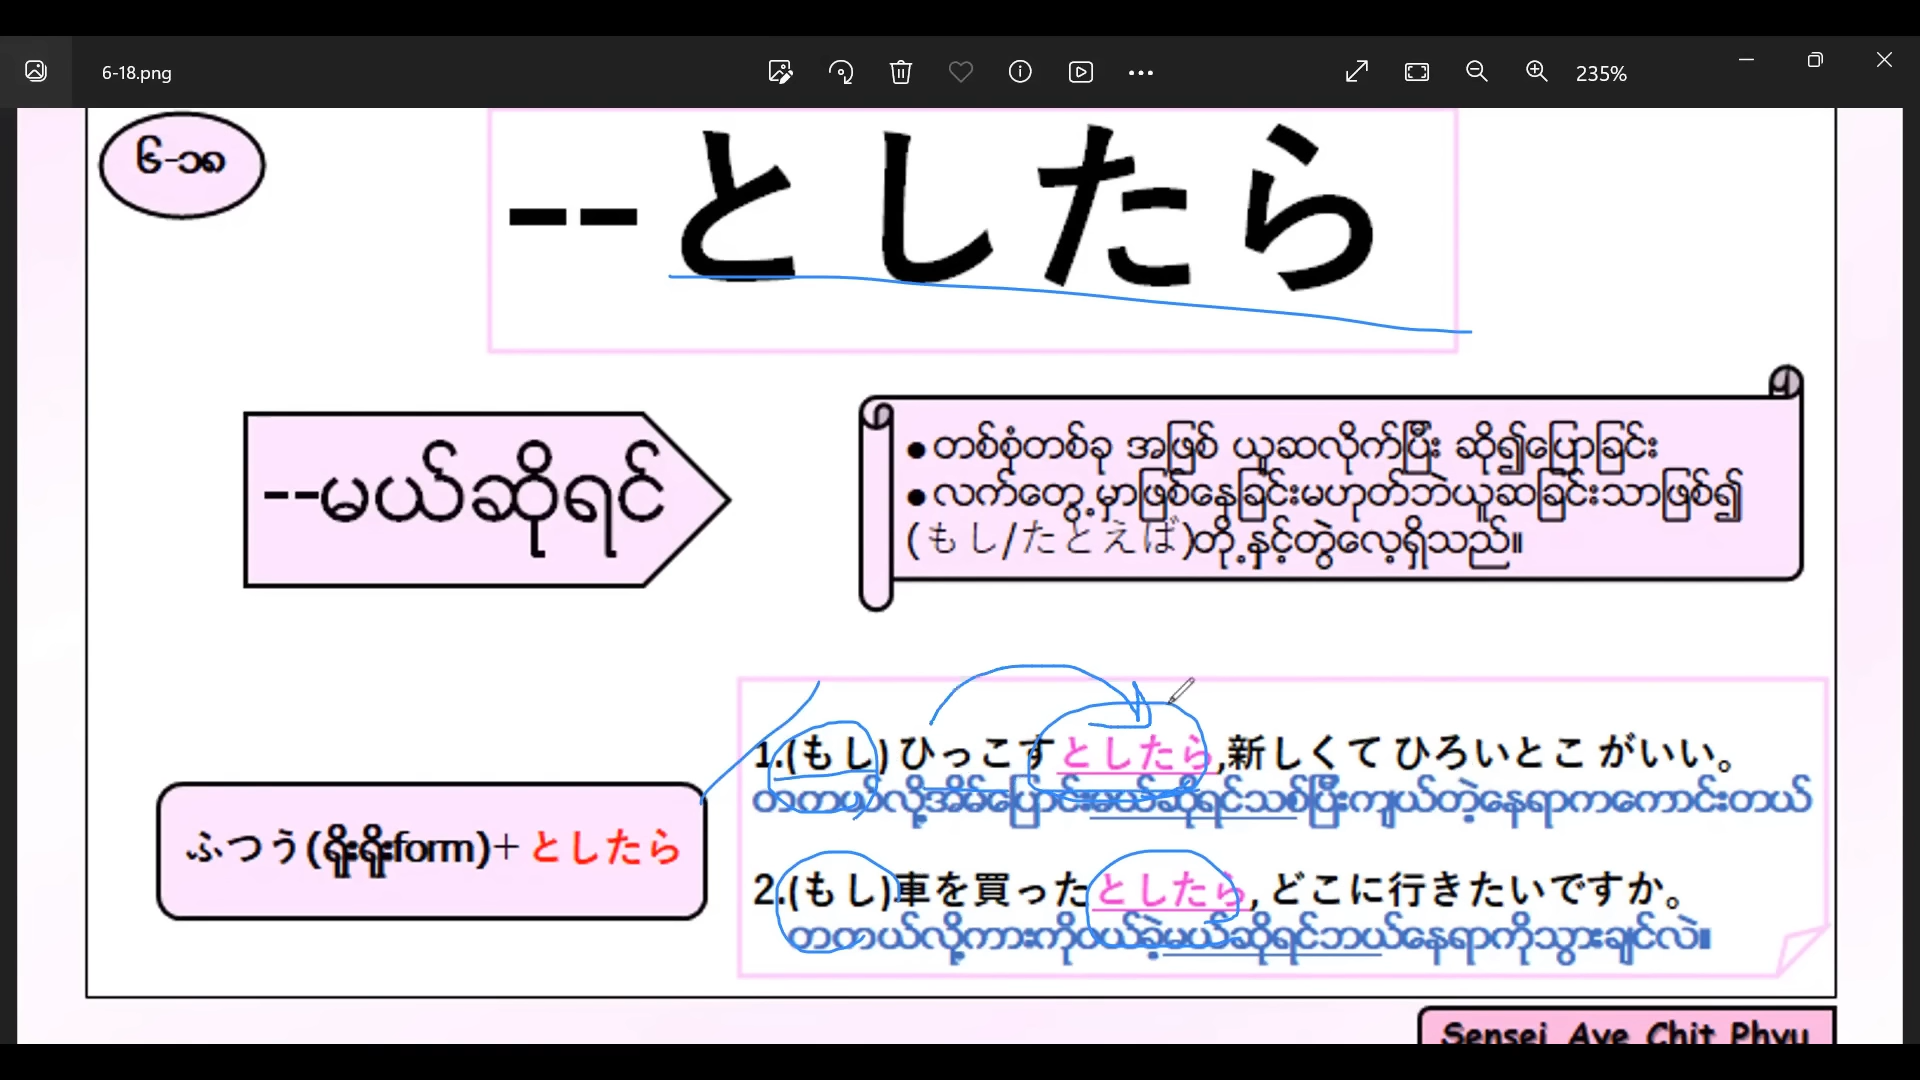 6-18.png
235%
၆-၁၈
--としたら
--မယ်ဆိုရင်
●တစ်စုံတစ်ခု အဖြစ် ယူဆလိုက်ပြီး ဆို၍ပြောခြင်း
●လက်တွေ့မှာဖြစ်နေခြင်းမဟုတ်ဘဲယူဆခြင်းသာဖြစ်၍
(もし/たとえば)တို့နှင့်တွဲလေ့ရှိသည်။
1.(もし) ひっこすとしたら,新しくて ひろいとこ がいい。
တကယ်လို့အိမ်ပြောင်းမယ်ဆိုရင်သစ်ပြီးကျယ်တဲ့နေရာကကောင်းတယ်
ふつう(ရိုးရိုးform)+としたら
2.(もし)車を買ったとしたら, どこに行きたいですか。
တကယ်လို့ကားကိုဝယ်ခဲ့မယ်ဆိုရင်ဘယ်နေရာကိုသွားချင်လဲ။
Sensei Aye Chit Phyu